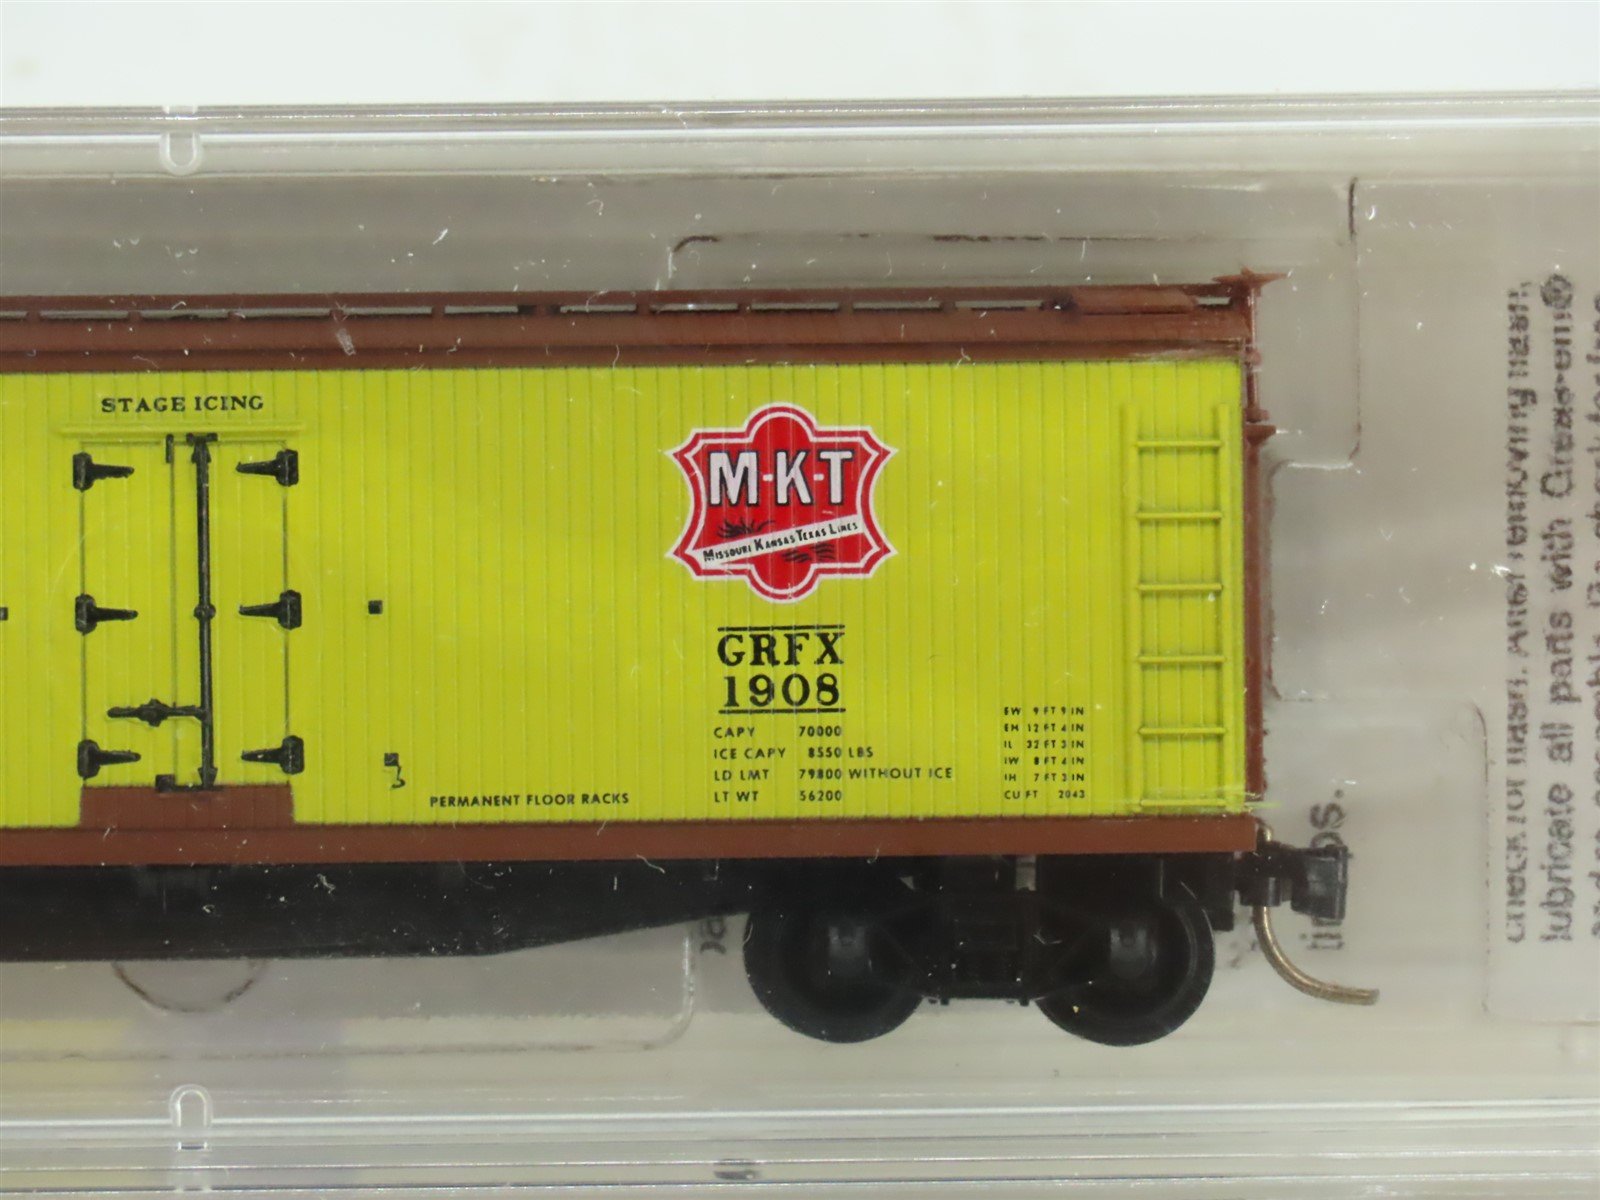 STAGE ICING
M-K-T
MISSOURI KANSAS TEXAS LINES
GRFX
1908
CAPY 70000
ICE CAPY 8550 LBS
LD LMT 79800 WITHOUT ICE
LT WT 56200
PERMANENT FLOOR RACKS
EW 9 FT 9 IN
EH 12 FT 4 IN
IL 32 FT 3 IN
IW 8 FT 4 IN
IH 7 FT 3 IN
CU FT 2043
lubricate all parts with Greas-em®